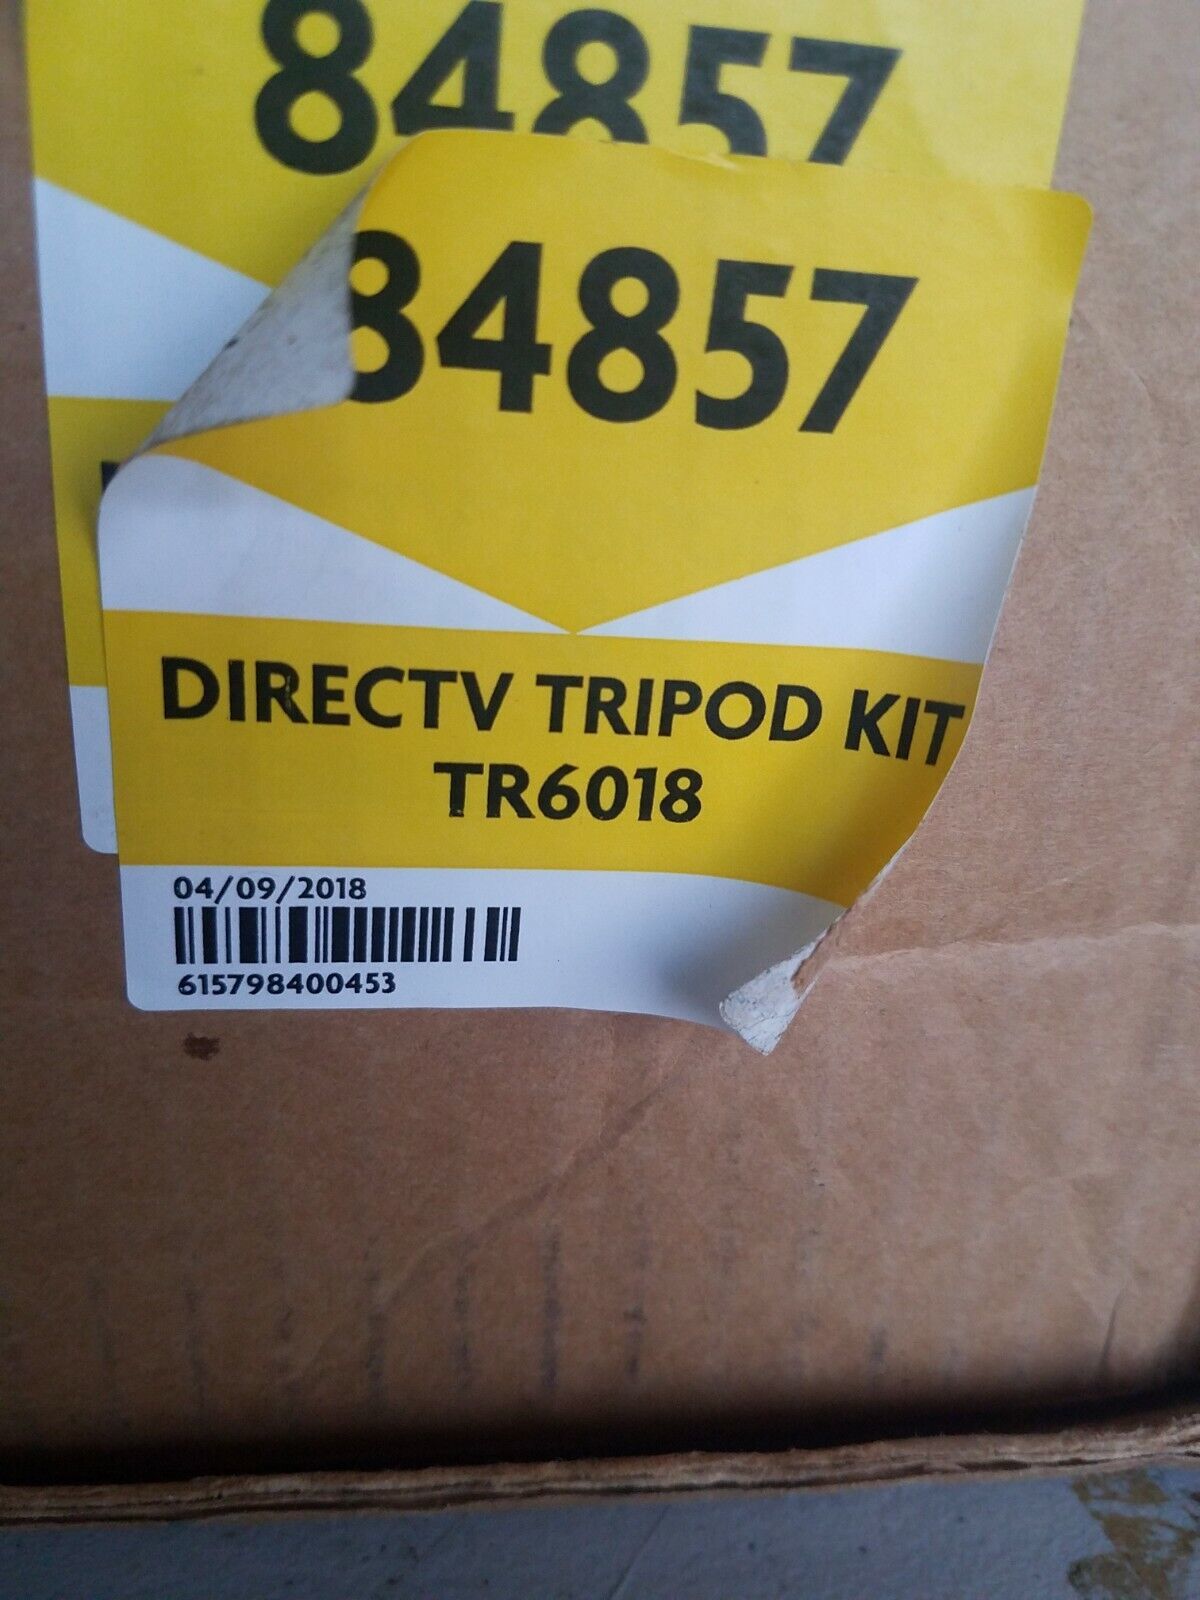 84857
84857
DIRECTV TRIPOD KIT
TR6018
04/09/2018
615798400453